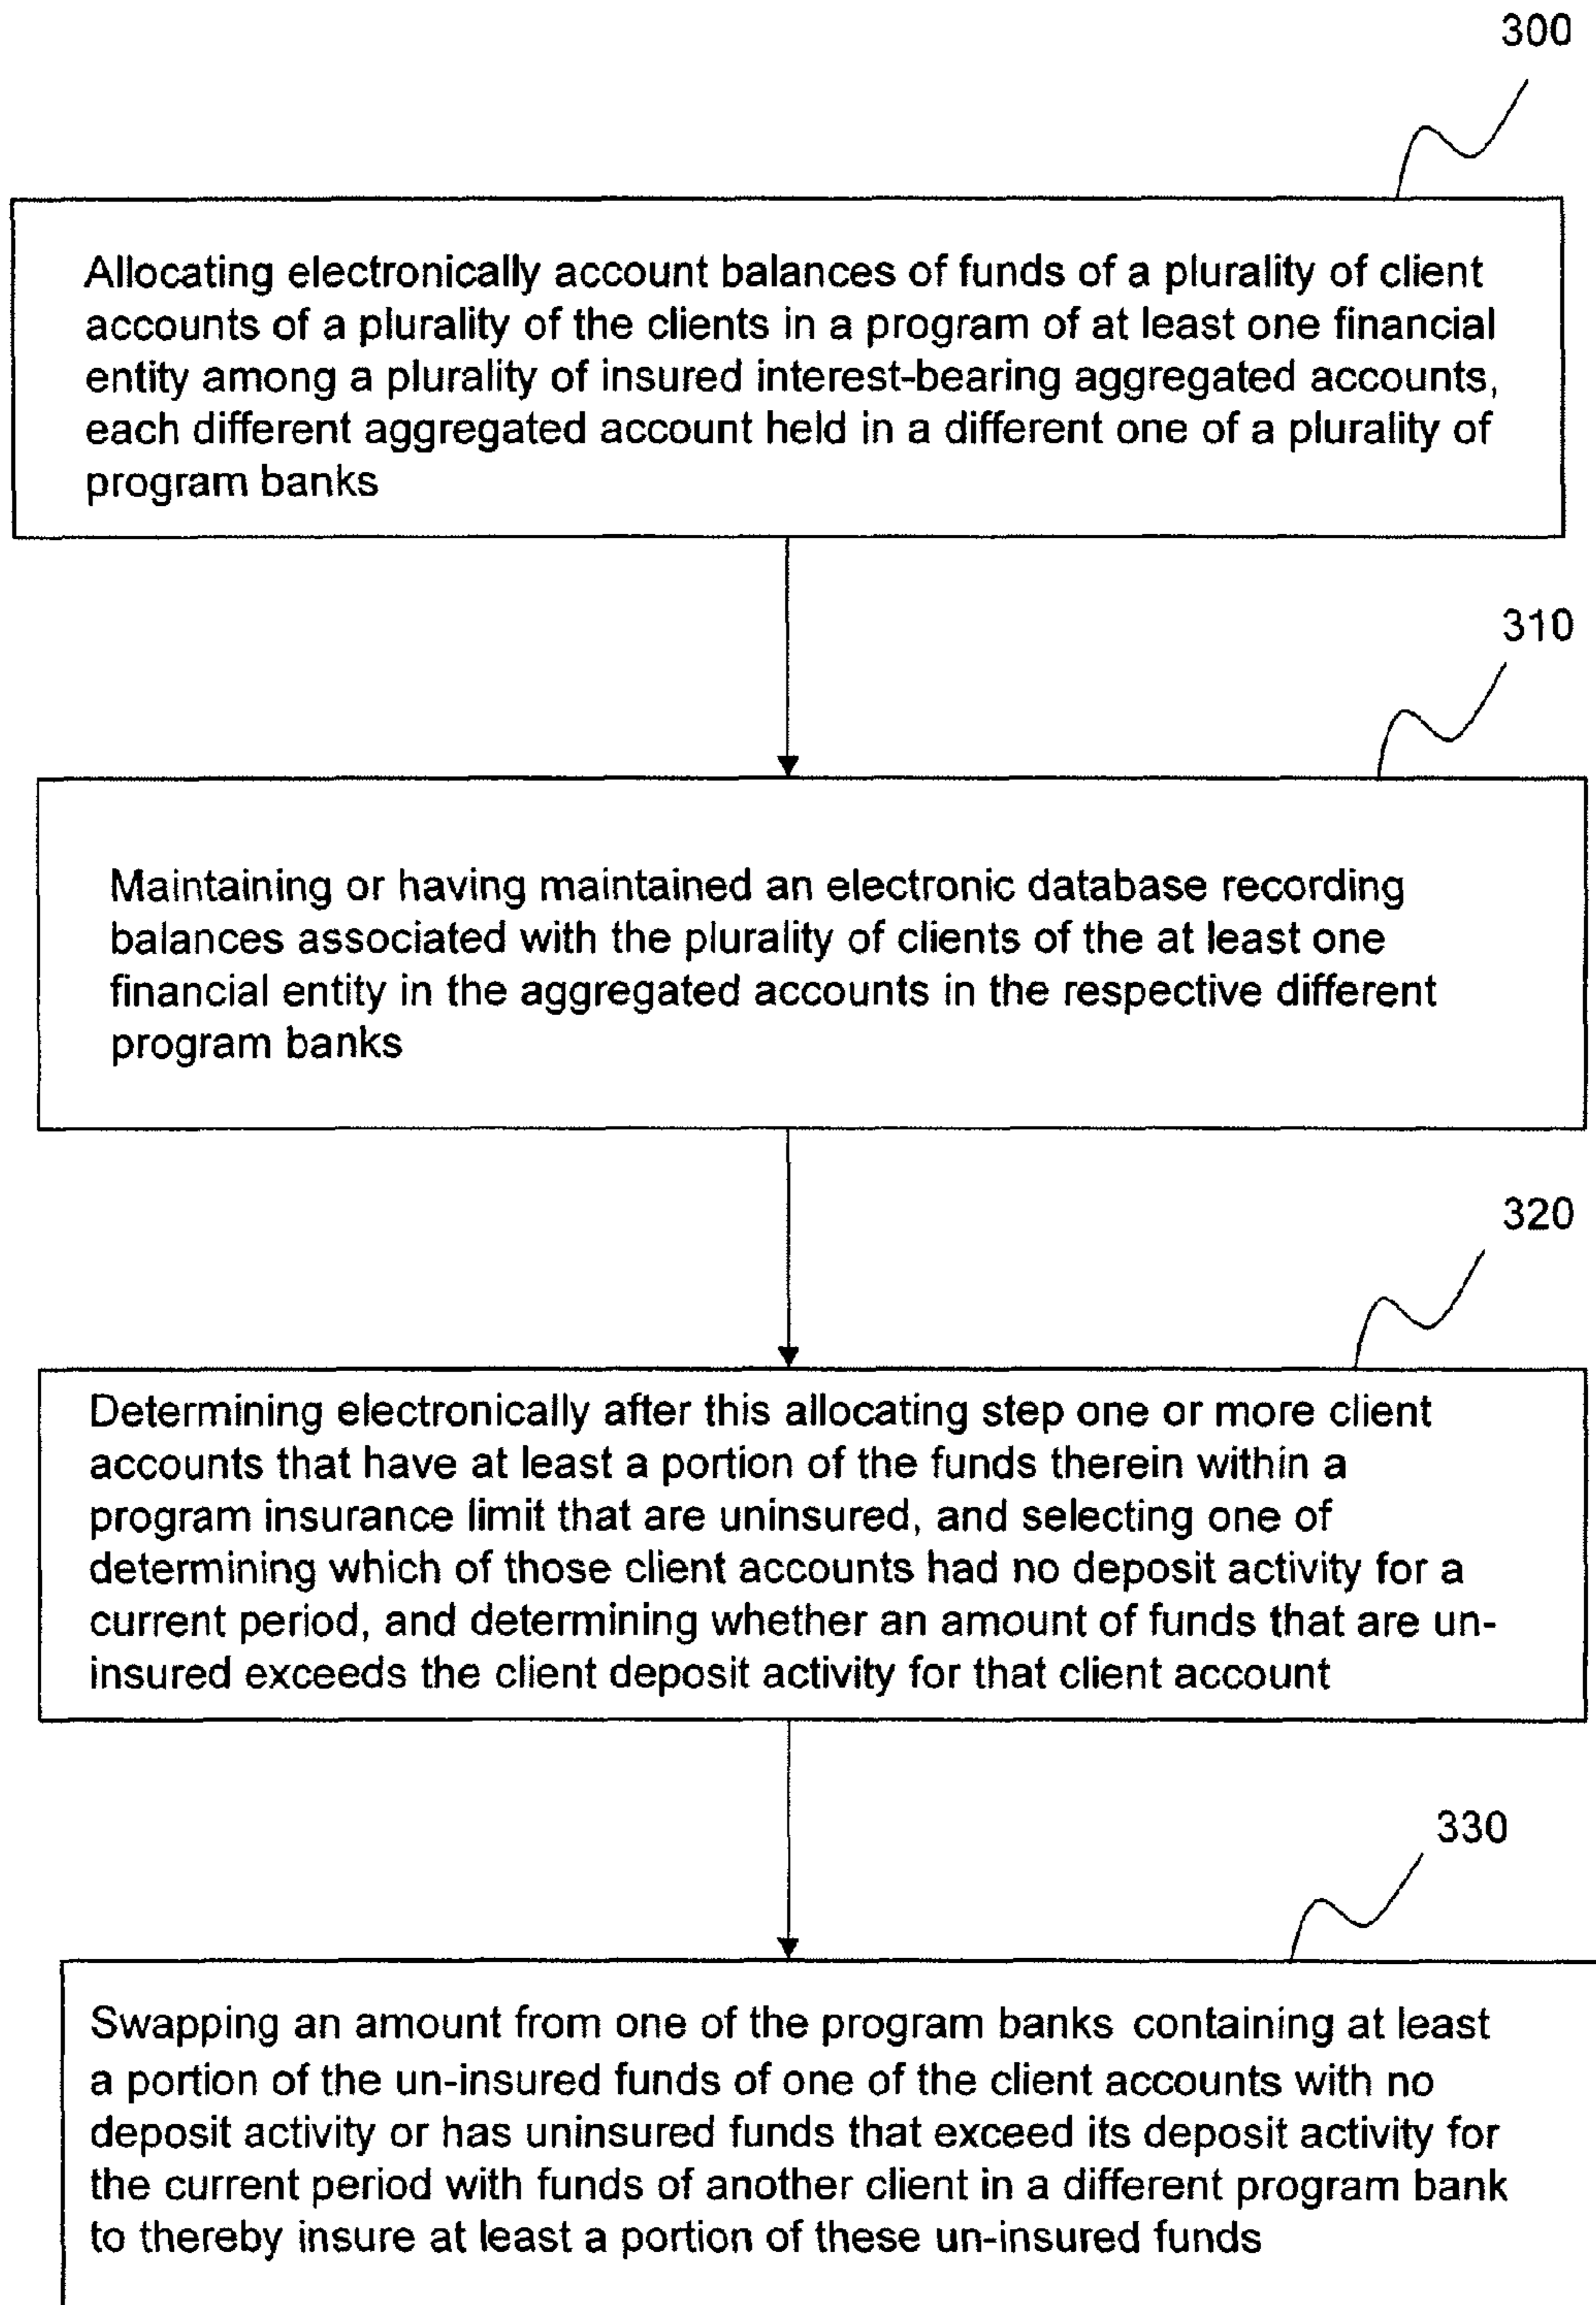 300
Allocating electronically account balances of funds of a plurality of client
accounts of a plurality of the clients in a program of at least one financial
entity among a plurality of insured interest-bearing aggregated accounts,
each different aggregated account held in a different one of a plurality of
program banks
310
Maintaining or having maintained an electronic database recording
balances associated with the plurality of clients of the at least one
financial entity in the aggregated accounts in the respective different
program banks
320
Determining electronically after this allocating step one or more client
accounts that have at least a portion of the funds therein within a
program insurance limit that are uninsured, and selecting one of
determining which of those client accounts had no deposit activity for a
current period, and determining whether an amount of funds that are un-
insured exceeds the client deposit activity for that client account
330
Swapping an amount from one of the program banks containing at least
a portion of the un-insured funds of one of the client accounts with no
deposit activity or has uninsured funds that exceed its deposit activity for
the current period with funds of another client in a different program bank
to thereby insure at least a portion of these un-insured funds